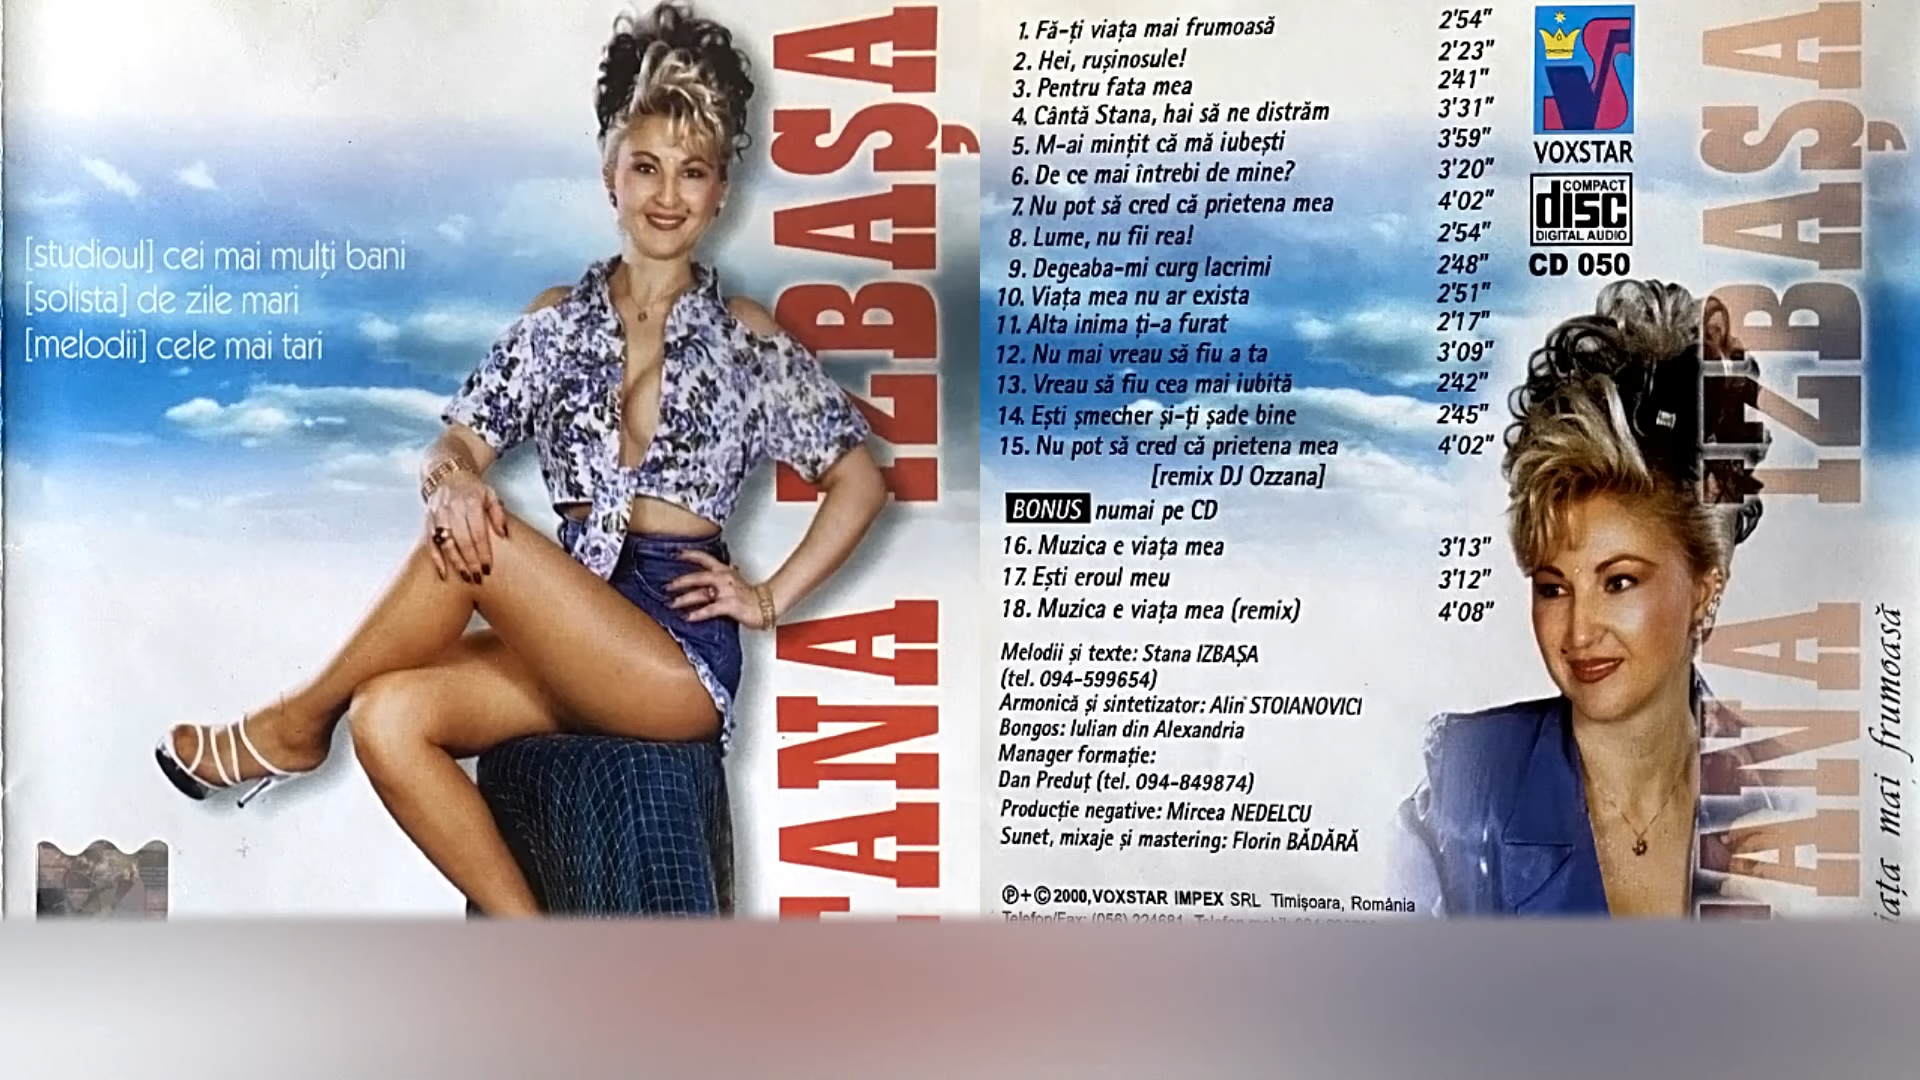 [studioul] cei mai mulți bani
[solista] de zile mari
[melodii] cele mai tari
TANA IZBAȘA
1. Fă-ți viața mai frumoasă 2'54"
2. Hei, rușinosule! 2'23"
3. Pentru fata mea 2'41"
4. Cântă Stana, hai să ne distrăm 3'31"
5. M-ai mințit că mă iubești 3'59"
6. De ce mai întrebi de mine? 3'20"
7. Nu pot să cred că prietena mea 4'02"
8. Lume, nu fii rea! 2'54"
9. Degeaba-mi curg lacrimi 2'48"
10. Viața mea nu ar exista 2'51"
11. Alta inima ți-a furat 2'17"
12. Nu mai vreau să fiu a ta 3'09"
13. Vreau să fiu cea mai iubită 2'42"
14. Ești șmecher și-ți șade bine 2'45"
15. Nu pot să cred că prietena mea 4'02"
[remix DJ Ozzana]
BONUS numai pe CD
16. Muzica e viața mea 3'13"
17. Ești eroul meu 3'12"
18. Muzica e viața mea (remix) 4'08"
Melodii și texte: Stana IZBAȘA
(tel. 094-599654)
Armonică și sintetizator: Alin STOIANOVICI
Bongos: Iulian din Alexandria
Manager formație:
Dan Preduț (tel. 094-849874)
Producție negative: Mircea NEDELCU
Sunet, mixaje și mastering: Florin BĂDĂRĂ
℗+© 2000, VOXSTAR IMPEX SRL Timișoara, România
Telefon/Fax: (056) 224681
VS
VOXSTAR
COMPACT
disc
DIGITAL AUDIO
CD 050
TANA IZBAȘA
iața mai frumoasă